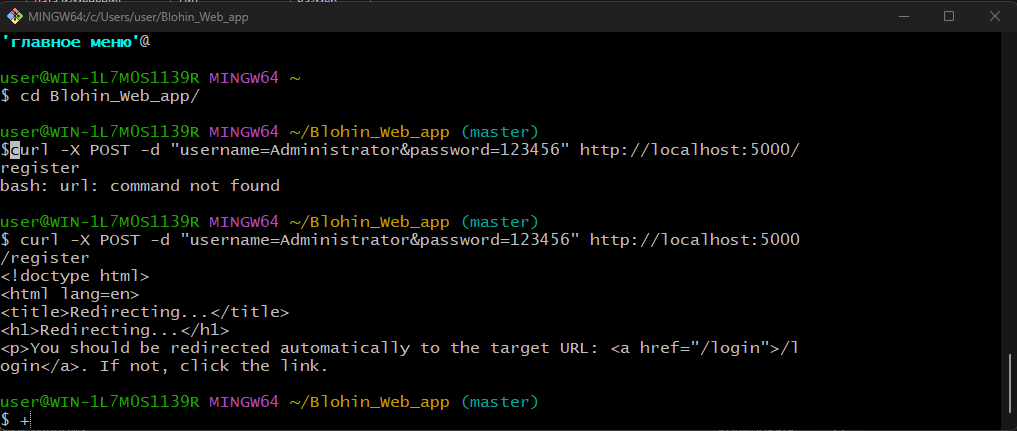 MINGW64:/c/Users/user/Blohin_Web_app
'главное меню'@
user@WIN-1L7M0S1139R MINGW64 ~
$ cd Blohin_Web_app/
user@WIN-1L7M0S1139R MINGW64 ~/Blohin_Web_app (master)
$curl -X POST -d "username=Administrator&password=123456" http://localhost:5000/
register
bash: url: command not found
user@WIN-1L7M0S1139R MINGW64 ~/Blohin_Web_app (master)
$ curl -X POST -d "username=Administrator&password=123456" http://localhost:5000
/register
<!doctype html>
<html lang=en>
<title>Redirecting...</title>
<h1>Redirecting...</h1>
<p>You should be redirected automatically to the target URL: <a href="/login">/l
ogin</a>. If not, click the link.
user@WIN-1L7M0S1139R MINGW64 ~/Blohin_Web_app (master)
$ +